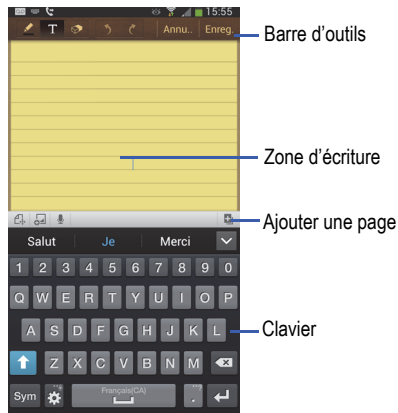 15:55
T Annu.. Enreg.
Barre d'outils
Zone d'écriture
Ajouter une page
Salut Je Merci
1 2 3 4 5 6 7 8 9 0
Q W E R T Y U I O P
A S D F G H J K L
Clavier
Z X C V B N M
Sym Français(CA) .